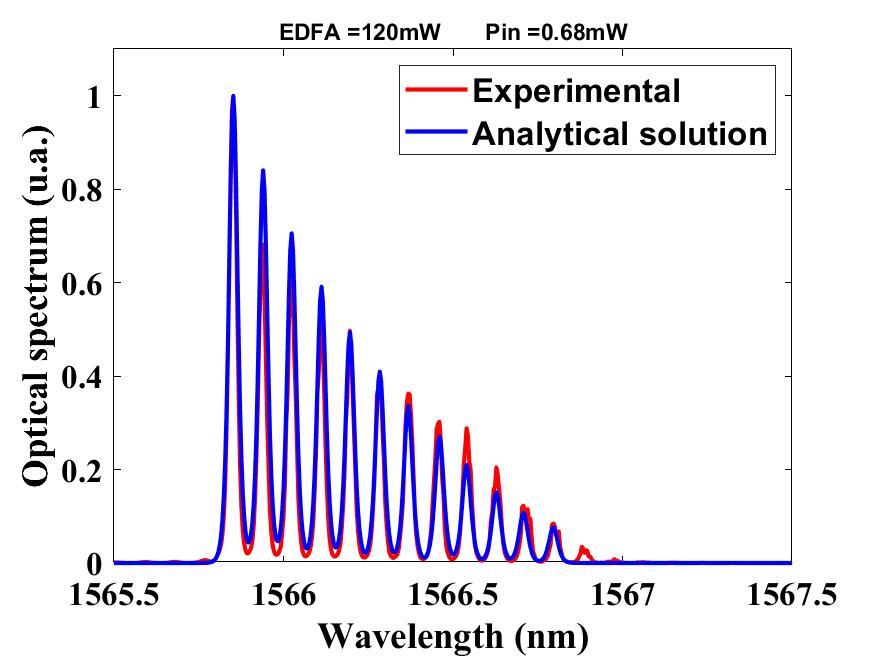 EDFA =120mW Pin =0.68mW
Experimental
Analytical solution
Optical spectrum (u.a.)
1
0.8
0.6
0.4
0.2
0
1565.5 1566 1566.5 1567 1567.5
Wavelength (nm)